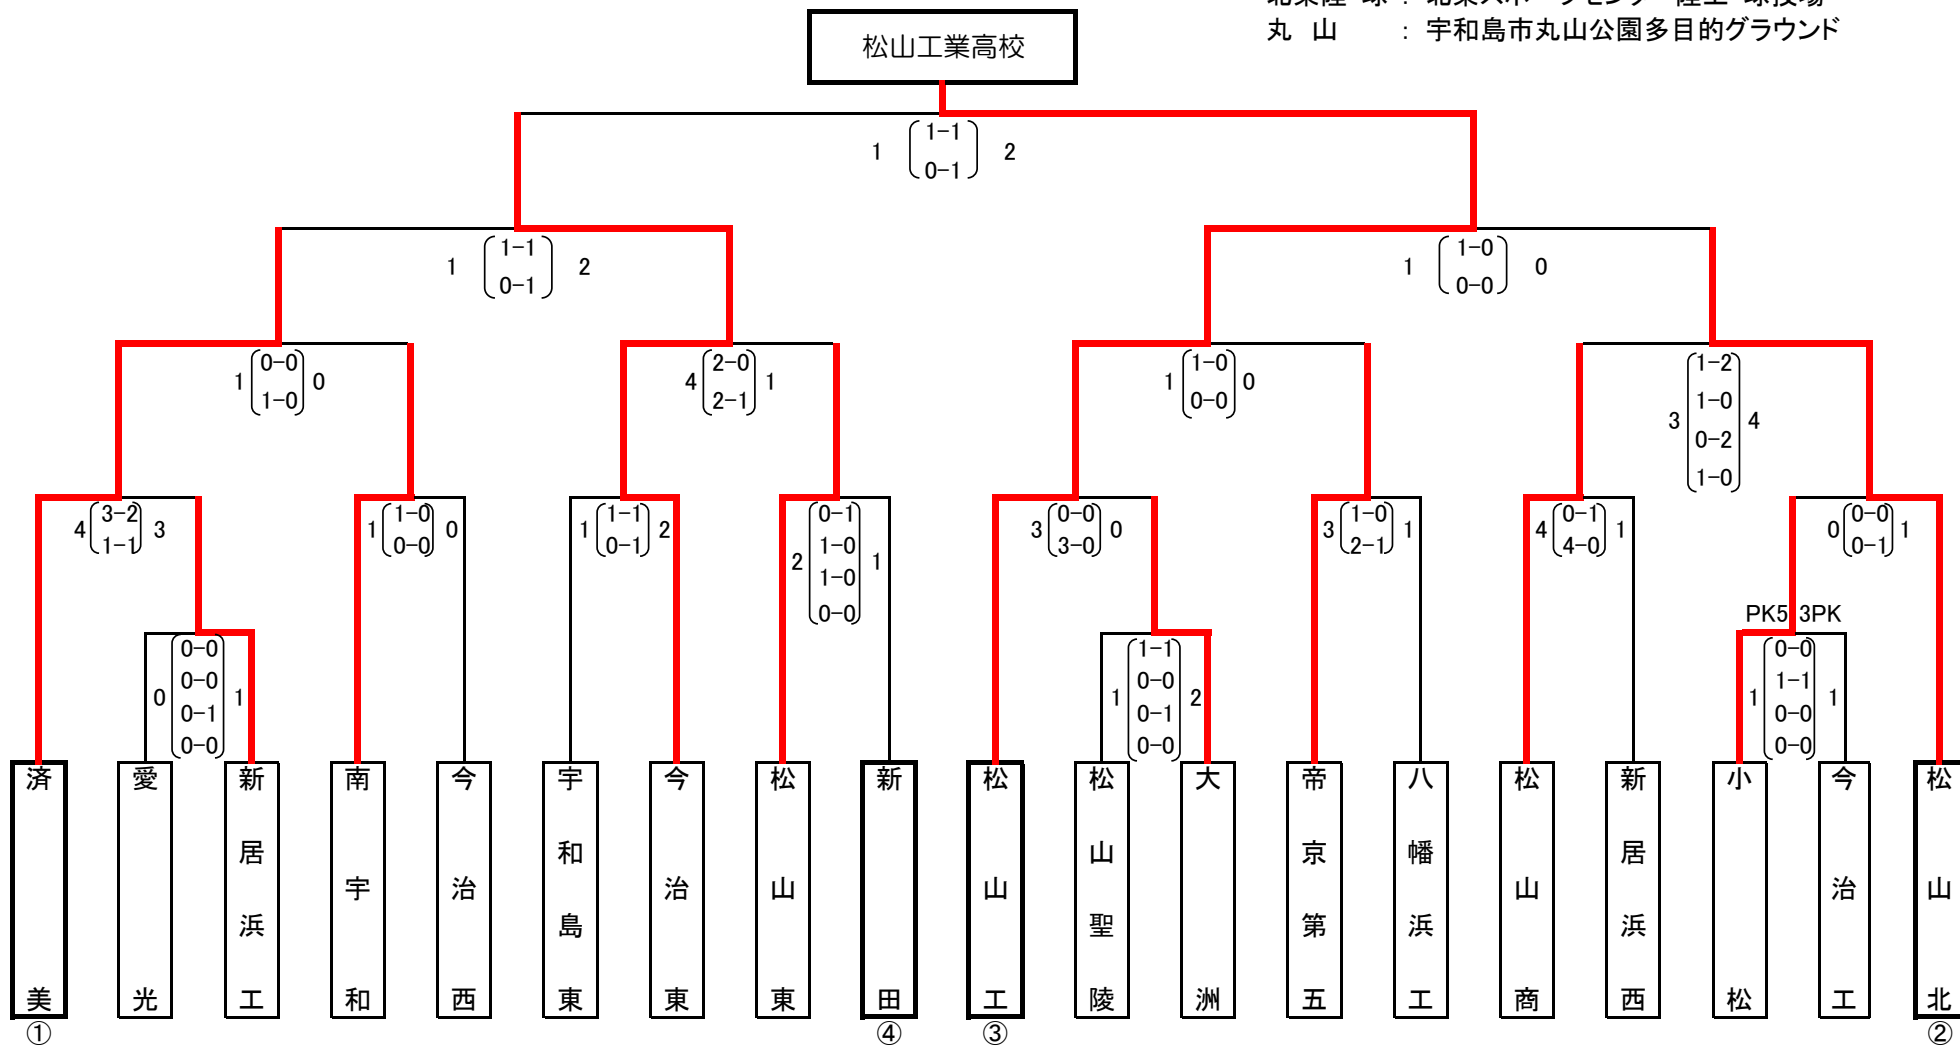 丸　山　：　宇和島市丸山公園多目的グラウンド
松山工業高校
1 1-1 2
0-1
1 1-1 2
0-1
1 1-0 0
0-0
1 0-0 0
1-0
4 2-0 1
2-1
1 1-0 0
0-0
1-2
1-0
3 4
0-2
1-0
4 3-2 3
1-1
1 1-0 0
0-0
1 1-1 2
0-1
0-1
1-0
2 1
1-0
0-0
3 0-0 0
3-0
3 1-0 1
2-1
4 0-1 1
4-0
0 0-0 1
0-1
PK5 3PK
0-0
0-0
0 1
0-1
0-0
1-1
0-0
1 2
0-1
0-0
0-0
1-1
1 1
0-0
0-0
済美
愛光
新居浜工
南宇和
今治西
宇和島東
今治東
松山東
新田
松山工
松山聖陵
大洲
帝京第五
八幡浜工
松山商
新居浜西
小松
今治工
松山北
① ④ ③ ②